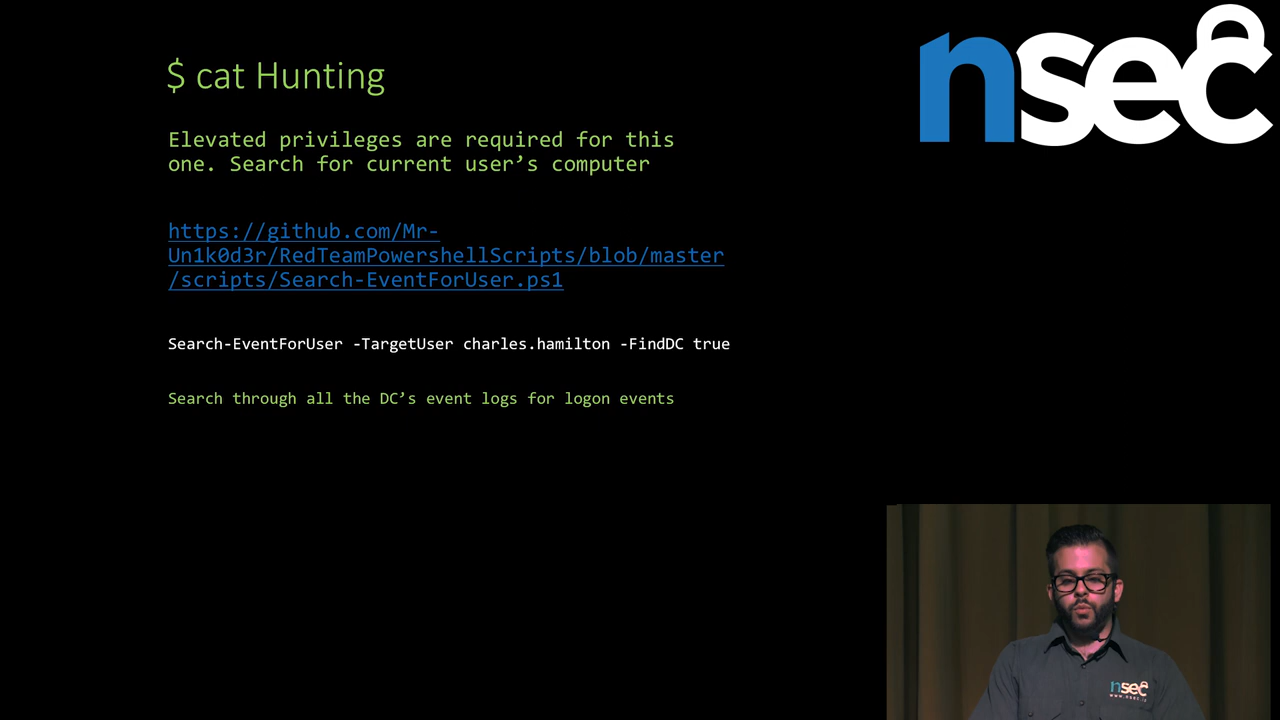 $ cat Hunting
nsec
Elevated privileges are required for this
one. Search for current user’s computer
https://github.com/Mr-
Un1k0d3r/RedTeamPowershellScripts/blob/master
/scripts/Search-EventForUser.ps1
Search-EventForUser -TargetUser charles.hamilton -FindDC true
Search through all the DC’s event logs for logon events
nsec